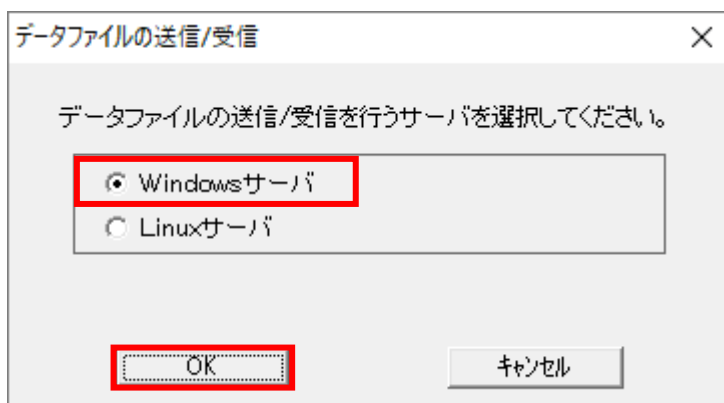 データファイルの送信/受信
データファイルの送信/受信を行うサーバを選択してください。
Windowsサーバ
Linuxサーバ
OK
キャンセル